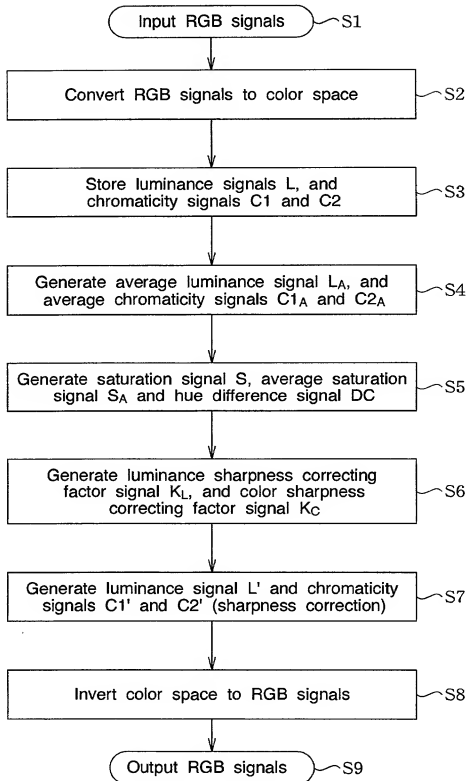 Input RGB signals S1
Convert RGB signals to color space S2
Store luminance signals L, and
chromaticity signals C1 and C2 S3
Generate average luminance signal LA, and
average chromaticity signals C1A and C2A S4
Generate saturation signal S, average saturation
signal SA and hue difference signal DC S5
Generate luminance sharpness correcting
factor signal KL, and color sharpness
correcting factor signal KC S6
Generate luminance signal L' and chromaticity
signals C1' and C2' (sharpness correction) S7
Invert color space to RGB signals S8
Output RGB signals S9